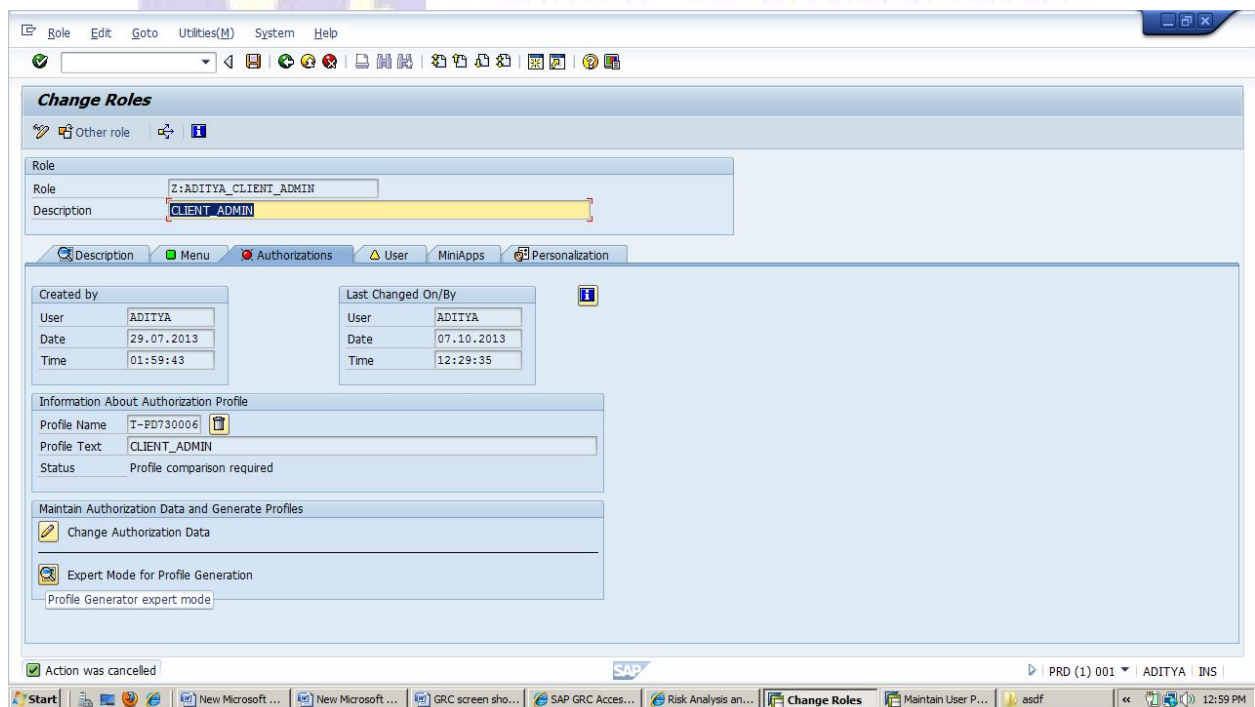 Role Edit Goto Utilities(M) System Help
Change Roles
Other role
Role
Role Z:ADITYA_CLIENT_ADMIN
Description CLIENT_ADMIN
Description Menu Authorizations User MiniApps Personalization
Created by Last Changed On/By
User ADITYA User ADITYA
Date 29.07.2013 Date 07.10.2013
Time 01:59:43 Time 12:29:35
Information About Authorization Profile
Profile Name T-PD730006
Profile Text CLIENT_ADMIN
Status Profile comparison required
Maintain Authorization Data and Generate Profiles
Change Authorization Data
Expert Mode for Profile Generation
Profile Generator expert mode
Action was cancelled SAP PRD (1) 001 ADITYA INS
Start New Microsoft ... New Microsoft ... GRC screen sho... SAP GRC Acces... Risk Analysis an... Change Roles Maintain User P... asdf « 12:59 PM